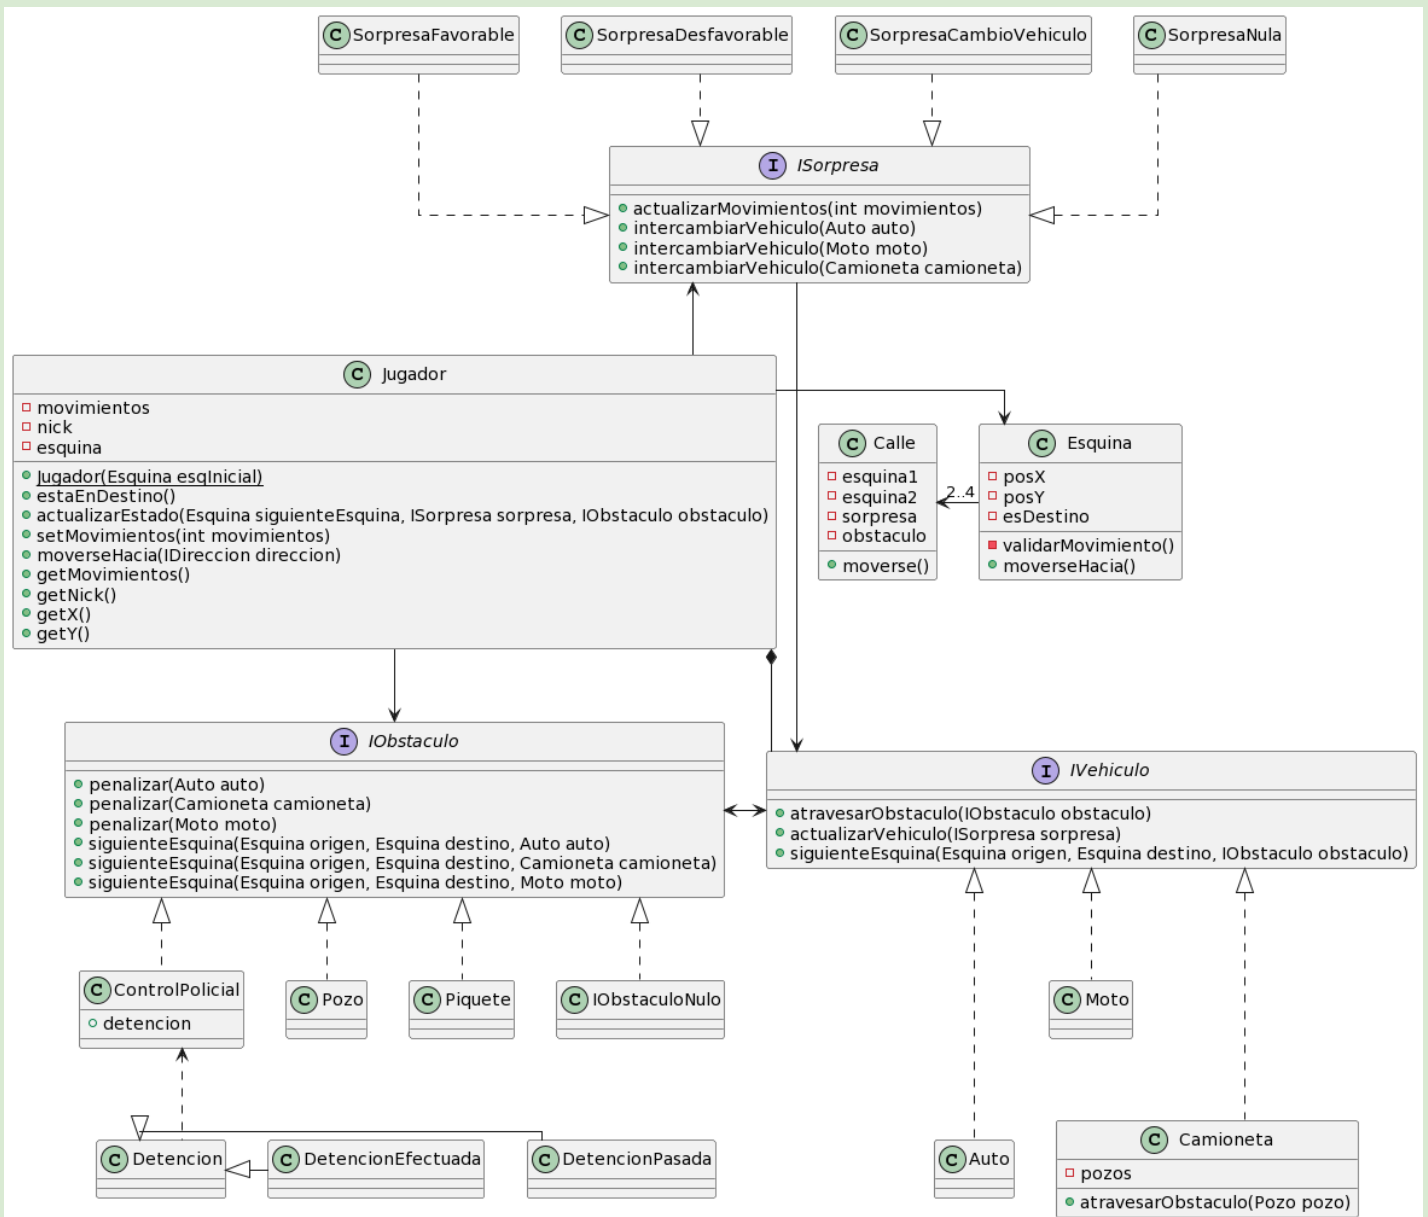 C SorpresaFavorable
C SorpresaDesfavorable
C SorpresaCambioVehiculo
C SorpresaNula
I ISorpresa
actualizarMovimientos(int movimientos)
intercambiarVehiculo(Auto auto)
intercambiarVehiculo(Moto moto)
intercambiarVehiculo(Camioneta camioneta)
C Jugador
movimientos
nick
esquina
Jugador(Esquina esqInicial)
estaEnDestino()
actualizarEstado(Esquina siguienteEsquina, ISorpresa sorpresa, IObstaculo obstaculo)
setMovimientos(int movimientos)
moverseHacia(IDireccion direccion)
getMovimientos()
getNick()
getX()
getY()
C Calle
esquina1
esquina2
sorpresa
obstaculo
moverse()
2..4
C Esquina
posX
posY
esDestino
validarMovimiento()
moverseHacia()
I IObstaculo
penalizar(Auto auto)
penalizar(Camioneta camioneta)
penalizar(Moto moto)
siguienteEsquina(Esquina origen, Esquina destino, Auto auto)
siguienteEsquina(Esquina origen, Esquina destino, Camioneta camioneta)
siguienteEsquina(Esquina origen, Esquina destino, Moto moto)
I IVehiculo
atravesarObstaculo(IObstaculo obstaculo)
actualizarVehiculo(ISorpresa sorpresa)
siguienteEsquina(Esquina origen, Esquina destino, IObstaculo obstaculo)
C ControlPolicial
detencion
C Pozo
C Piquete
C IObstaculoNulo
C Moto
C Detencion
C DetencionEfectuada
C DetencionPasada
C Auto
C Camioneta
pozos
atravesarObstaculo(Pozo pozo)